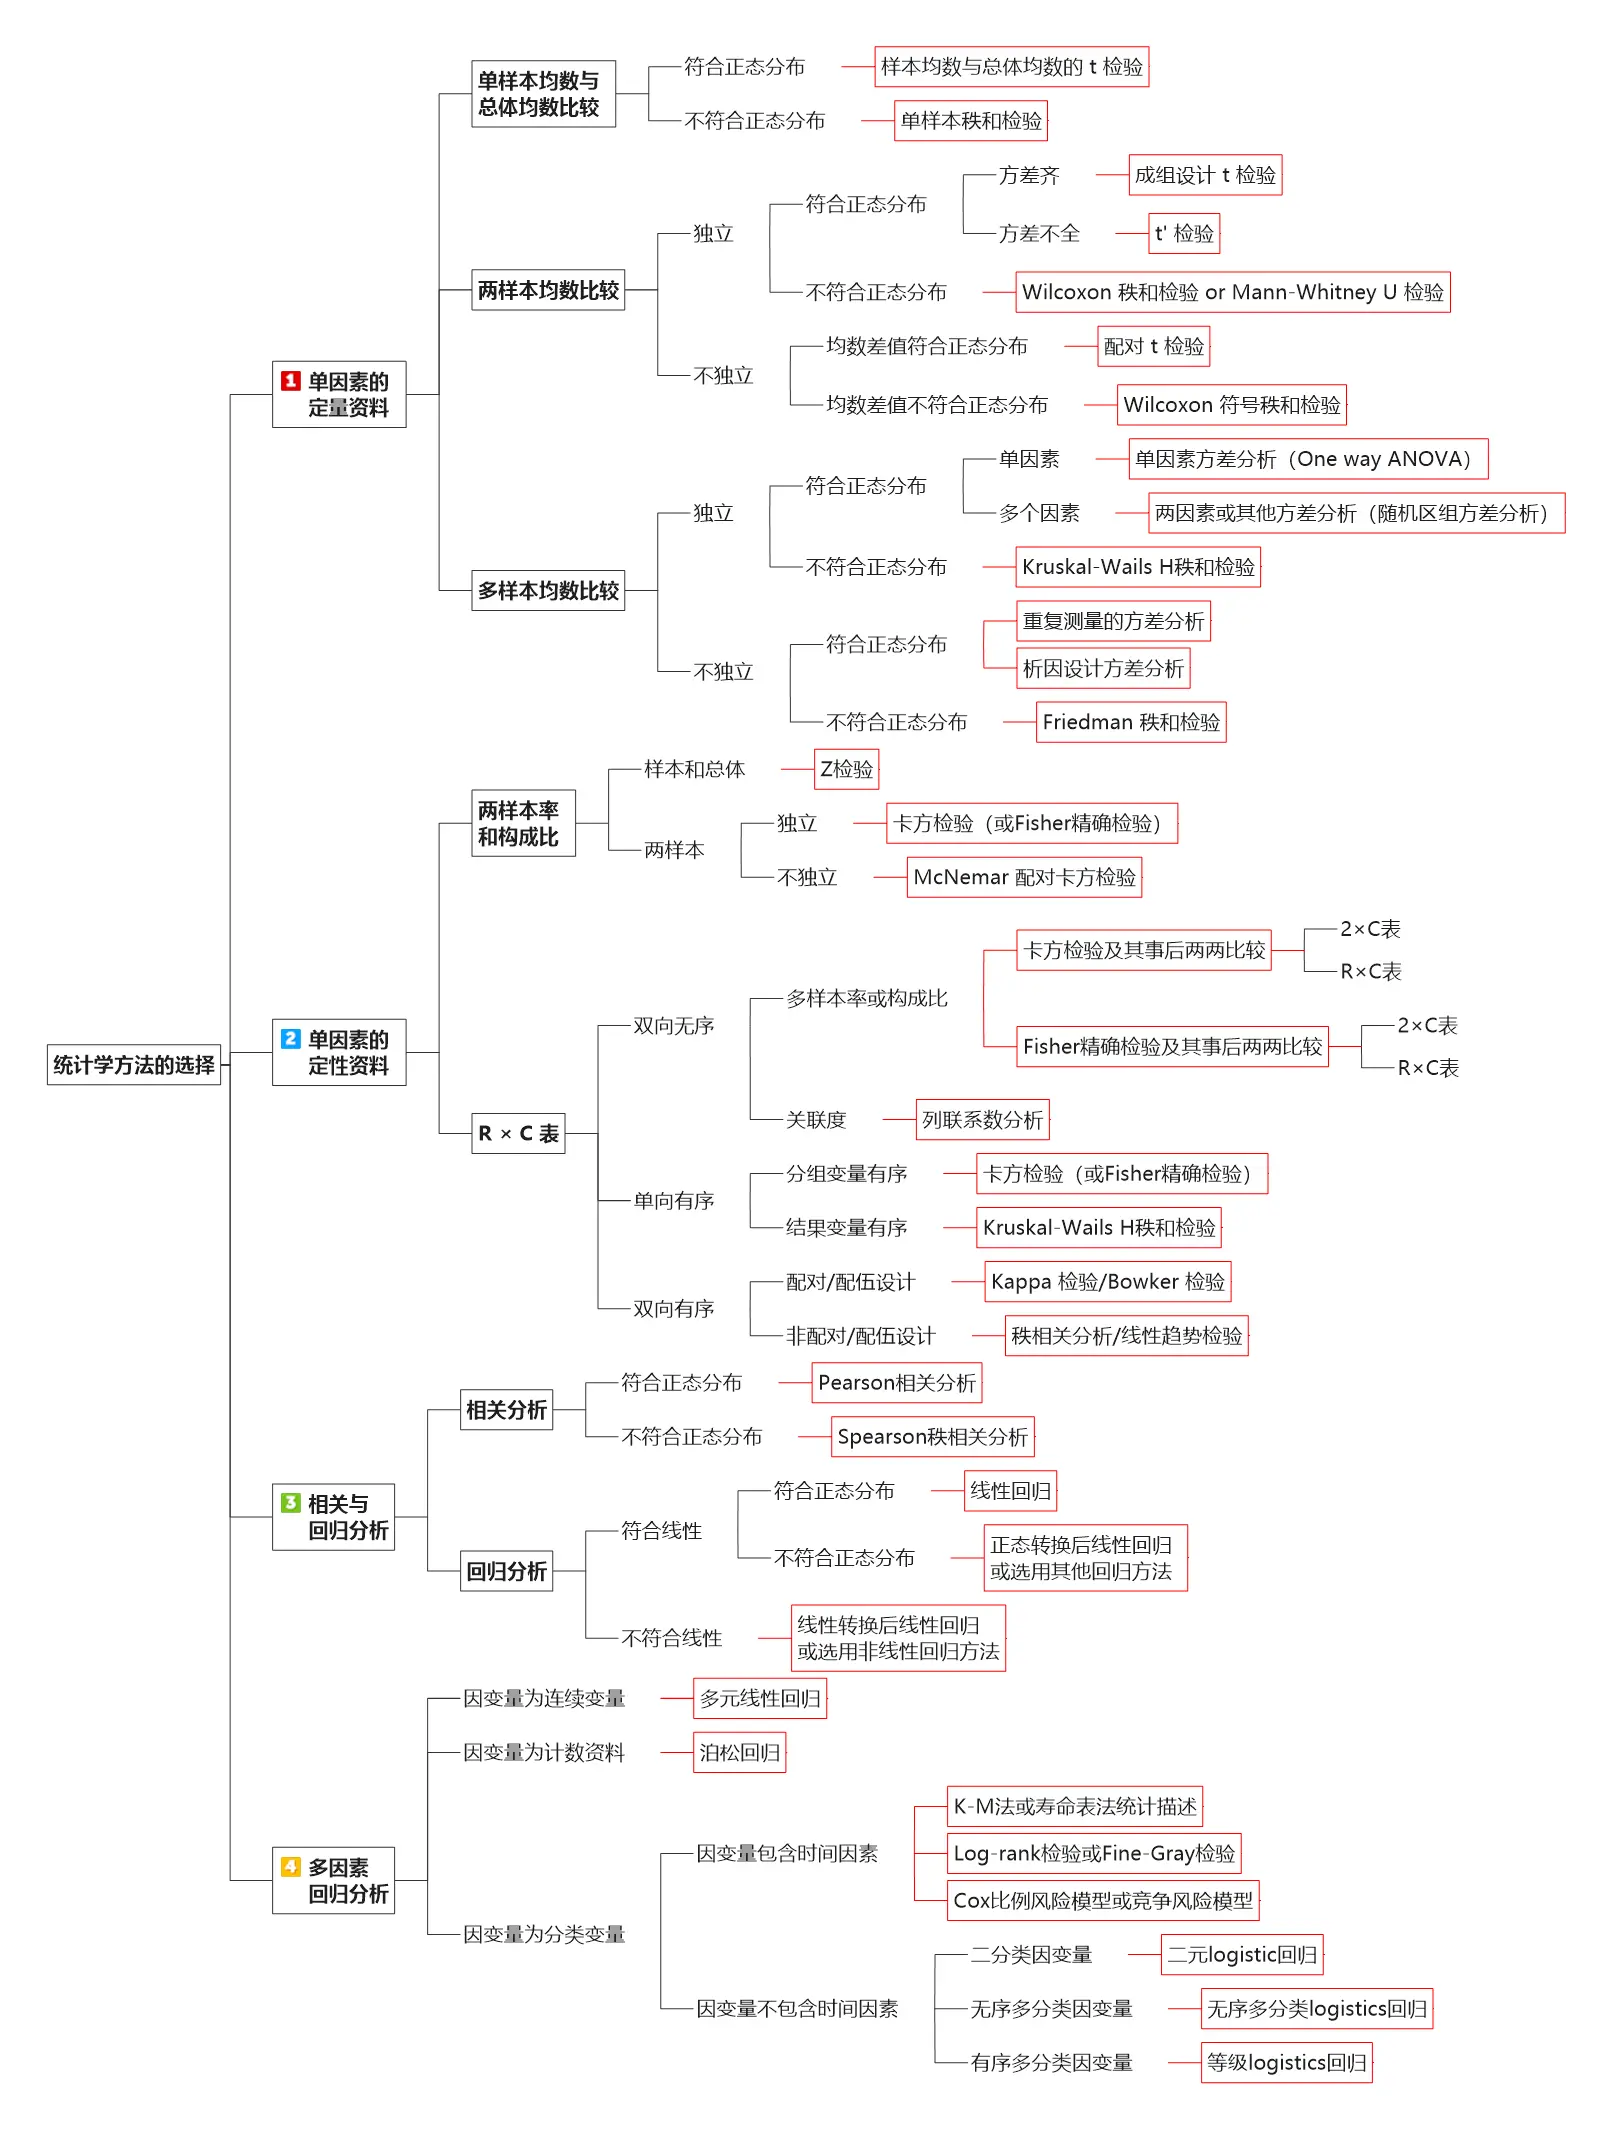 统计学方法的选择
1 单因素的
定量资料
单样本均数与
总体均数比较
符合正态分布
样本均数与总体均数的 t 检验
不符合正态分布
单样本秩和检验
两样本均数比较
独立
符合正态分布
方差齐
成组设计 t 检验
方差不全
t' 检验
不符合正态分布
Wilcoxon 秩和检验 or Mann-Whitney U 检验
不独立
均数差值符合正态分布
配对 t 检验
均数差值不符合正态分布
Wilcoxon 符号秩和检验
多样本均数比较
独立
符合正态分布
单因素
单因素方差分析（One way ANOVA）
多个因素
两因素或其他方差分析（随机区组方差分析）
不符合正态分布
Kruskal-Wails H秩和检验
不独立
符合正态分布
重复测量的方差分析
析因设计方差分析
不符合正态分布
Friedman 秩和检验
2 单因素的
定性资料
两样本率
和构成比
样本和总体
Z检验
两样本
独立
卡方检验（或Fisher精确检验）
不独立
McNemar 配对卡方检验
R × C 表
双向无序
多样本率或构成比
卡方检验及其事后两两比较
2×C表
R×C表
Fisher精确检验及其事后两两比较
2×C表
R×C表
关联度
列联系数分析
单向有序
分组变量有序
卡方检验（或Fisher精确检验）
结果变量有序
Kruskal-Wails H秩和检验
双向有序
配对/配伍设计
Kappa 检验/Bowker 检验
非配对/配伍设计
秩相关分析/线性趋势检验
3 相关与
回归分析
相关分析
符合正态分布
Pearson相关分析
不符合正态分布
Spearson秩相关分析
回归分析
符合线性
符合正态分布
线性回归
不符合正态分布
正态转换后线性回归
或选用其他回归方法
不符合线性
线性转换后线性回归
或选用非线性回归方法
4 多因素
回归分析
因变量为连续变量
多元线性回归
因变量为计数资料
泊松回归
因变量为分类变量
因变量包含时间因素
K-M法或寿命表法统计描述
Log-rank检验或Fine-Gray检验
Cox比例风险模型或竞争风险模型
因变量不包含时间因素
二分类因变量
二元logistic回归
无序多分类因变量
无序多分类logistics回归
有序多分类因变量
等级logistics回归